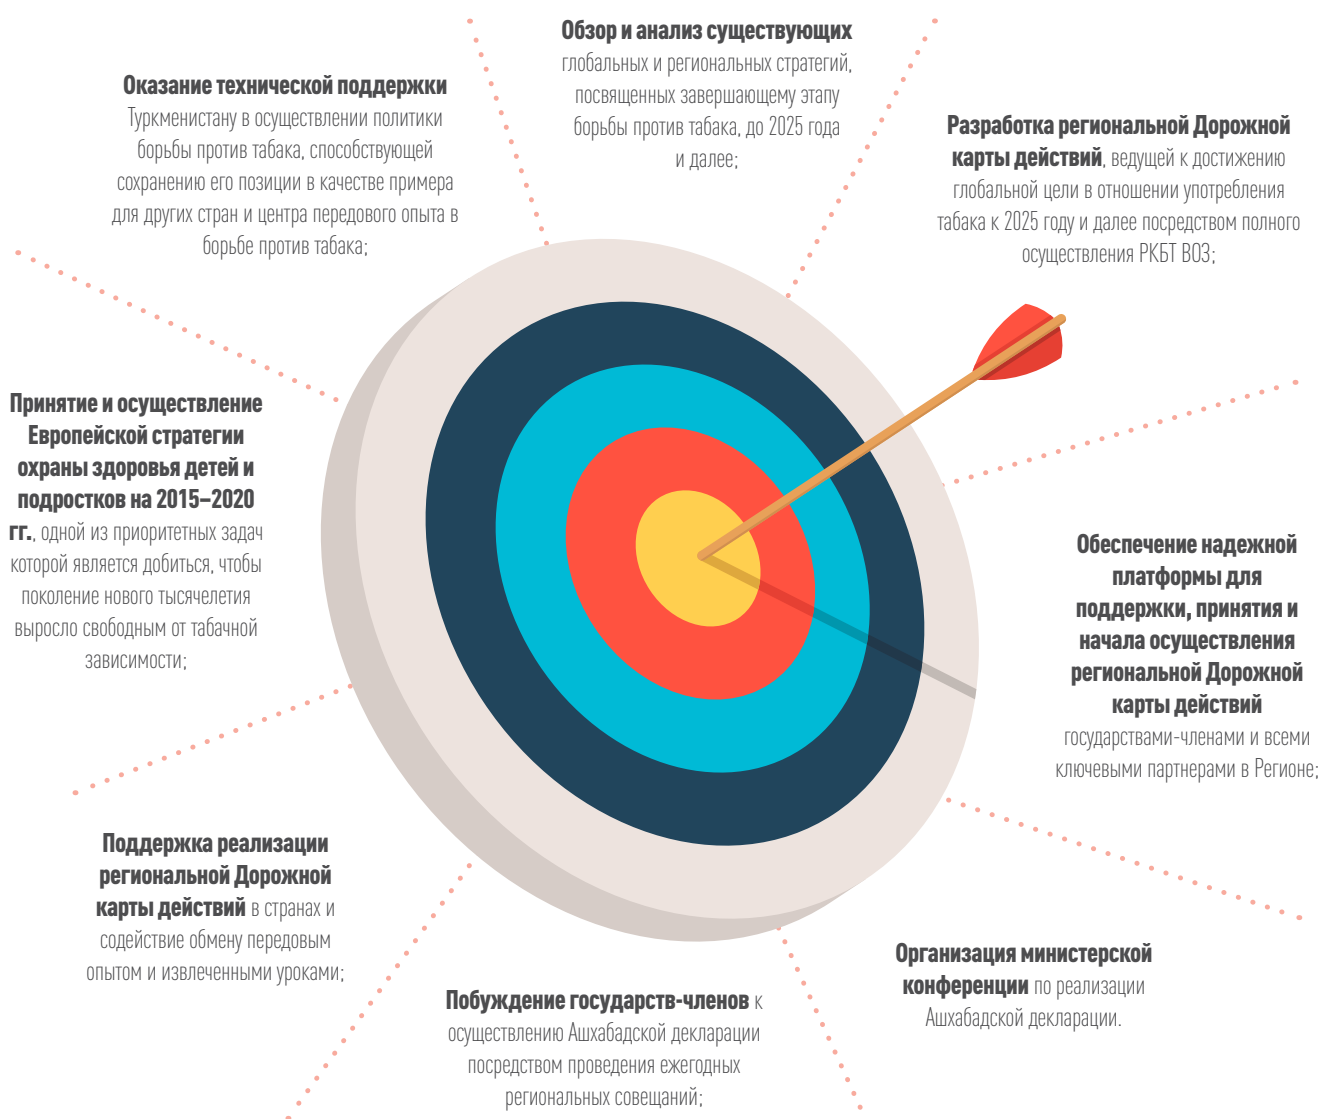 Обзор и анализ существующих
глобальных и региональных стратегий,
посвященных завершающему этапу
борьбы против табака, до 2025 года
и далее;
Разработка региональной Дорожной
карты действий, ведущей к достижению
глобальной цели в отношении употребления
табака к 2025 году и далее посредством полного
осуществления РКБТ ВОЗ;
Обеспечение надежной
платформы для
поддержки, принятия и
начала осуществления
региональной Дорожной
карты действий
государствами-членами и всеми
ключевыми партнерами в Регионе;
Организация министерской
конференции по реализации
Ашхабадской декларации.
Побуждение государств-членов к
осуществлению Ашхабадской декларации
посредством проведения ежегодных
региональных совещаний;
Поддержка реализации
региональной Дорожной
карты действий в странах и
содействие обмену передовым
опытом и извлеченными уроками;
Принятие и осуществление
Европейской стратегии
охраны здоровья детей и
подростков на 2015–2020
гг., одной из приоритетных задач
которой является добиться, чтобы
поколение нового тысячелетия
выросло свободным от табачной
зависимости;
Оказание технической поддержки
Туркменистану в осуществлении политики
борьбы против табака, способствующей
сохранению его позиции в качестве примера
для других стран и центра передового опыта в
борьбе против табака;